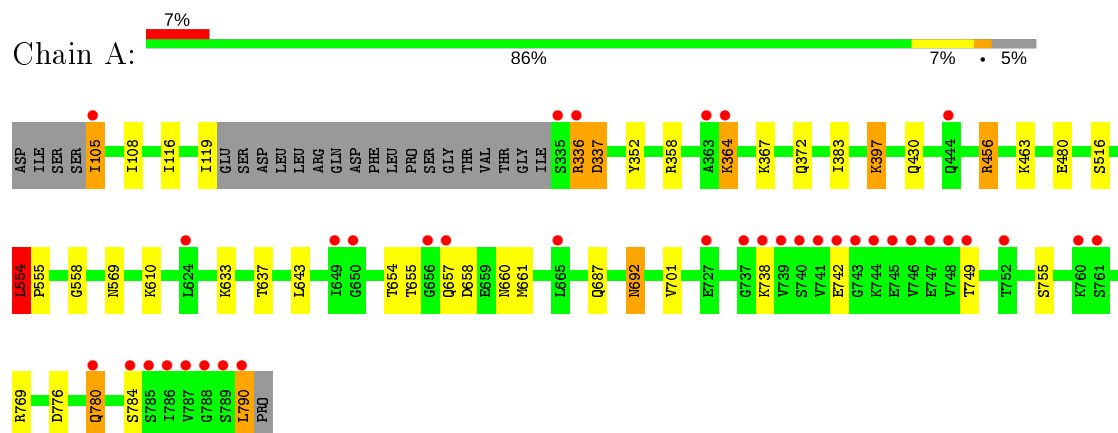 7%
Chain A:
86% 7% • 5%
ASP ILE SER SER I105 I108 I116 I119 GLU SER ASP LEU LEU ARG GLN ASP PHE LEU PRO SER GLY THR VAL THR GLY ILE S335 R336 D337 Y352 R358 A363 K364 K367 Q372 I383 K397 Q430 Q444 R456 K463 E480 S516
L554 P555 G558 N569 K610 L624 K633 T637 L643 I649 G650 T654 T655 G656 Q657 D658 E659 N660 M661 L665 Q687 N692 V701 E727 G737 K738 V739 S740 V741 E742 G743 K744 E745 V746 E747 V748 T749 T752 S755 K760 S761
R769 D776 Q780 S784 S785 I786 V787 G788 S789 L790 PRO